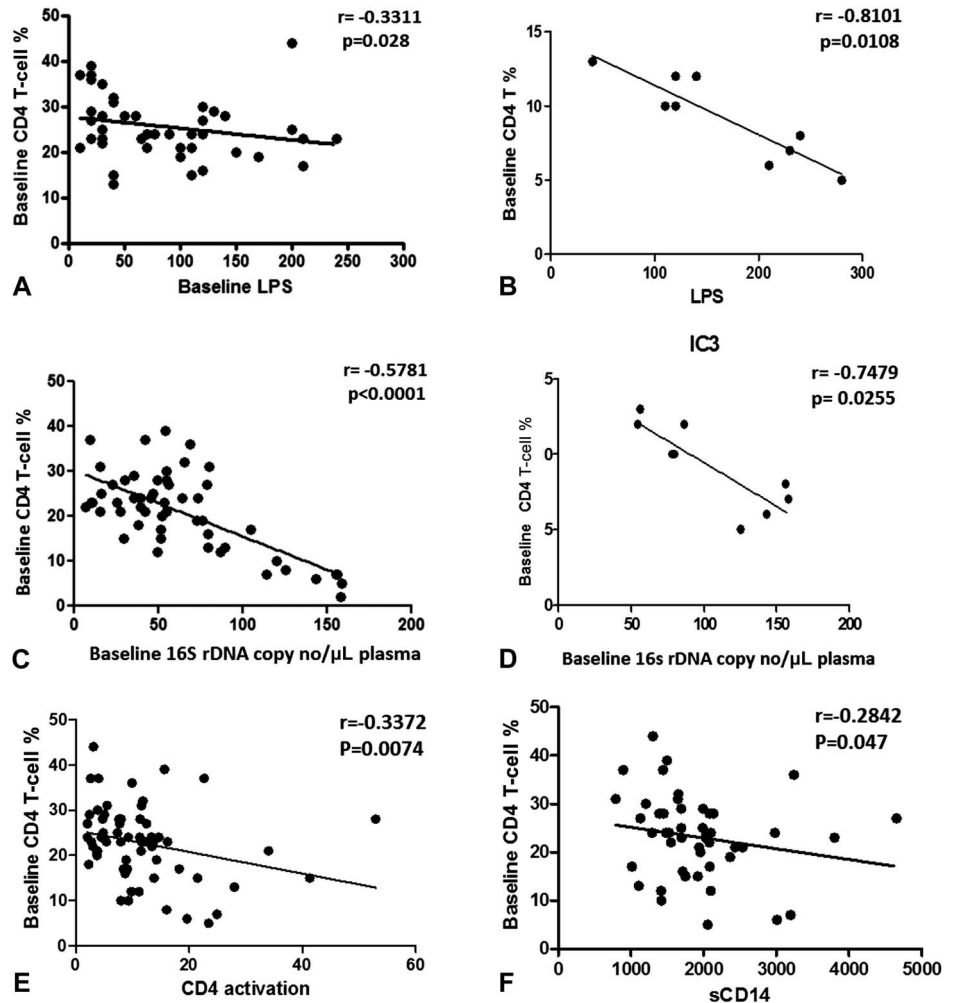 r= -0.3311
p=0.028
Baseline CD4 T-cell %
50
40
30
20
10
0
0 50 100 150 200 250 300
Baseline LPS
A
r= -0.8101
p=0.0108
Baseline CD4 T %
15
10
5
0
0 100 200 300
LPS
B
r= -0.5781
p<0.0001
Baseline CD4 T-cell %
50
40
30
20
10
0
0 50 100 150 200
Baseline 16S rDNA copy no/µL plasma
C
IC3
r= -0.7479
p= 0.0255
Baseline CD4 T-cell %
5
0
5
0
0 50 100 150 200
Baseline 16s rDNA copy no/µL plasma
D
r=-0.3372
P=0.0074
Baseline CD4 T-cell %
50
40
30
20
10
0
0 20 40 60
CD4 activation
E
r=-0.2842
P=0.047
Baseline CD4 T-cell %
50
40
30
20
10
0
0 1000 2000 3000 4000 5000
sCD14
F